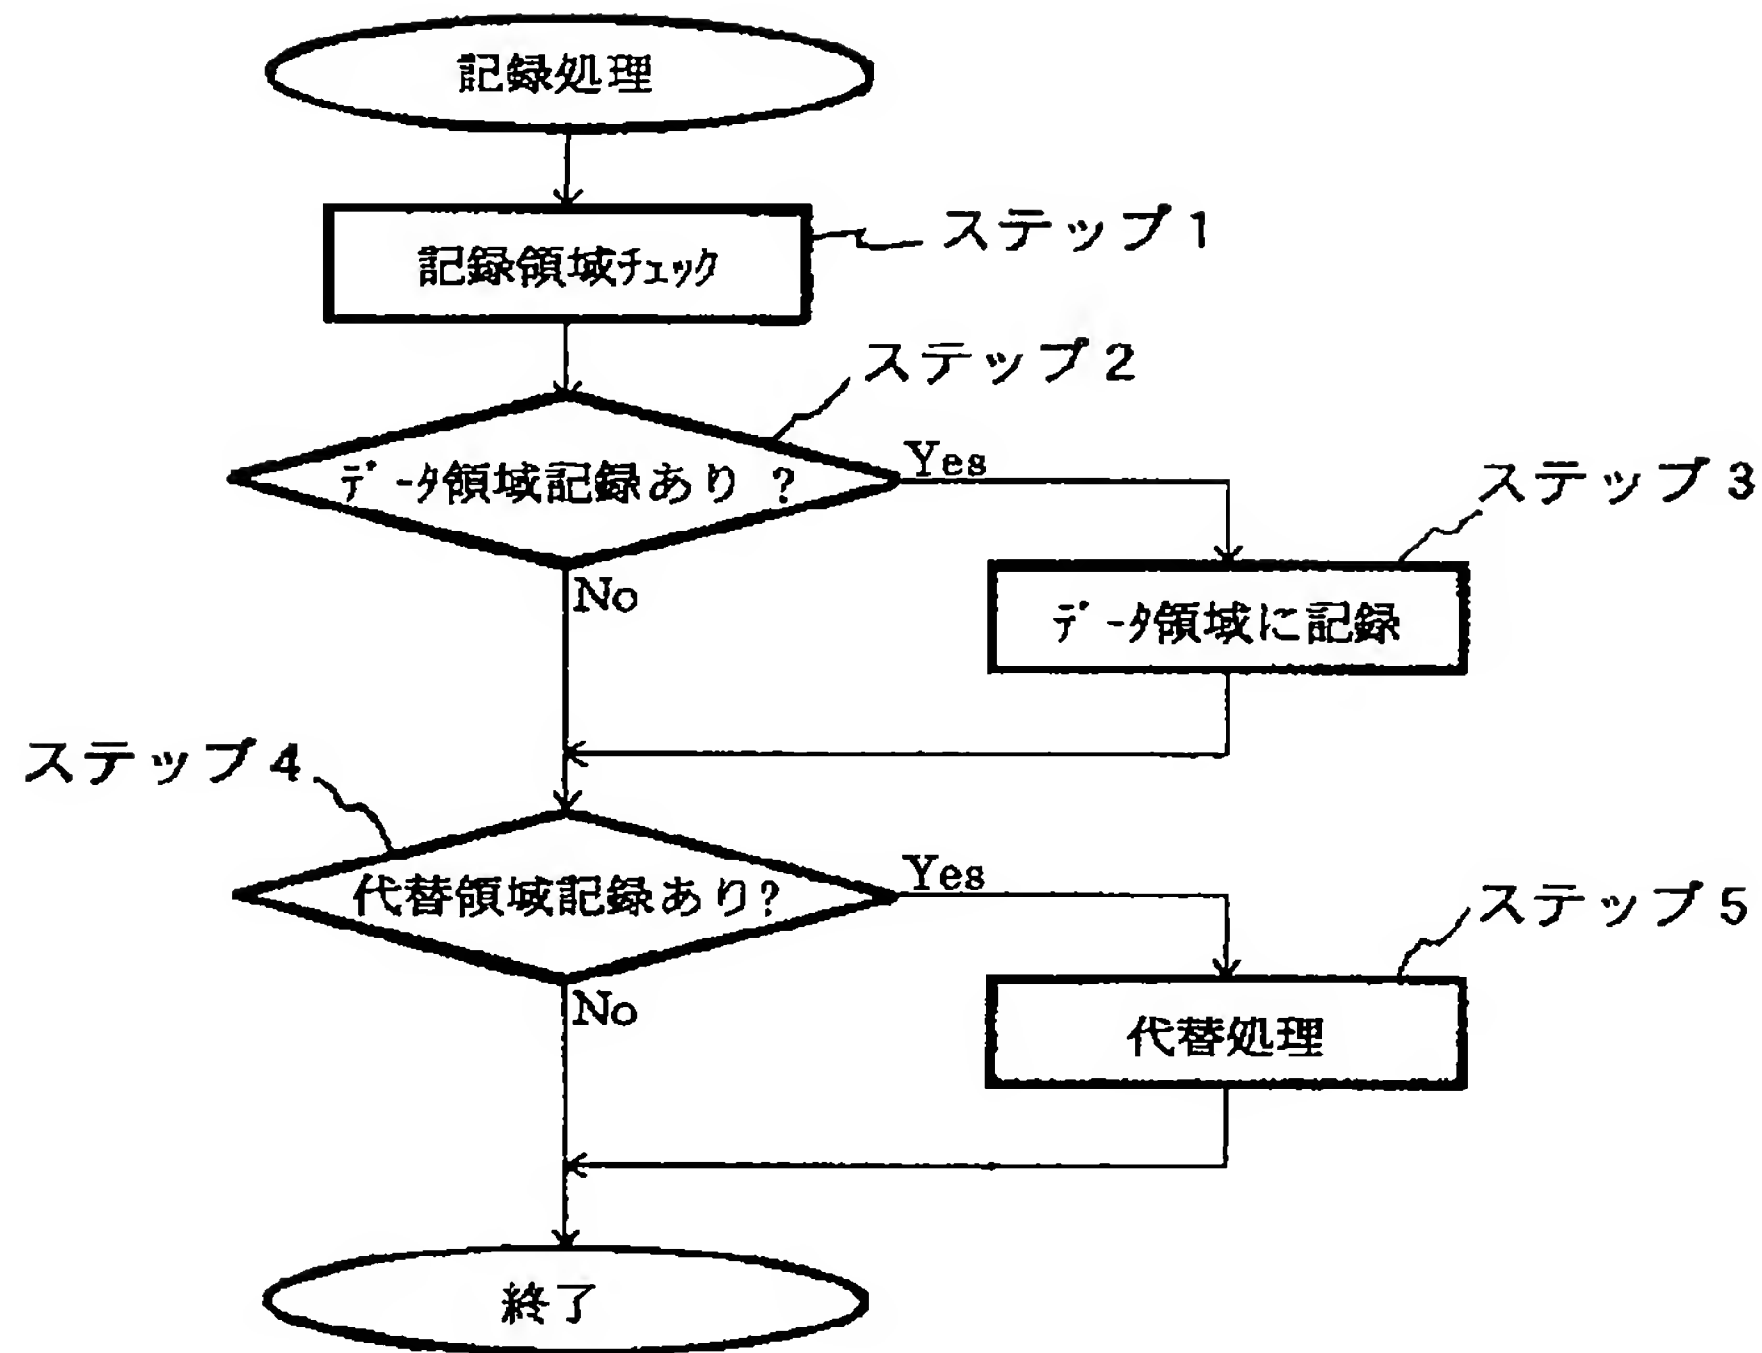 記録処理
ステップ1
記録領域ﾁｪｯｸ
ステップ2
ﾃﾞｰﾀ領域記録あり ?
Yes
ステップ3
No
ﾃﾞｰﾀ領域に記録
ステップ4
代替領域記録あり?
Yes
ステップ5
No
代替処理
終了